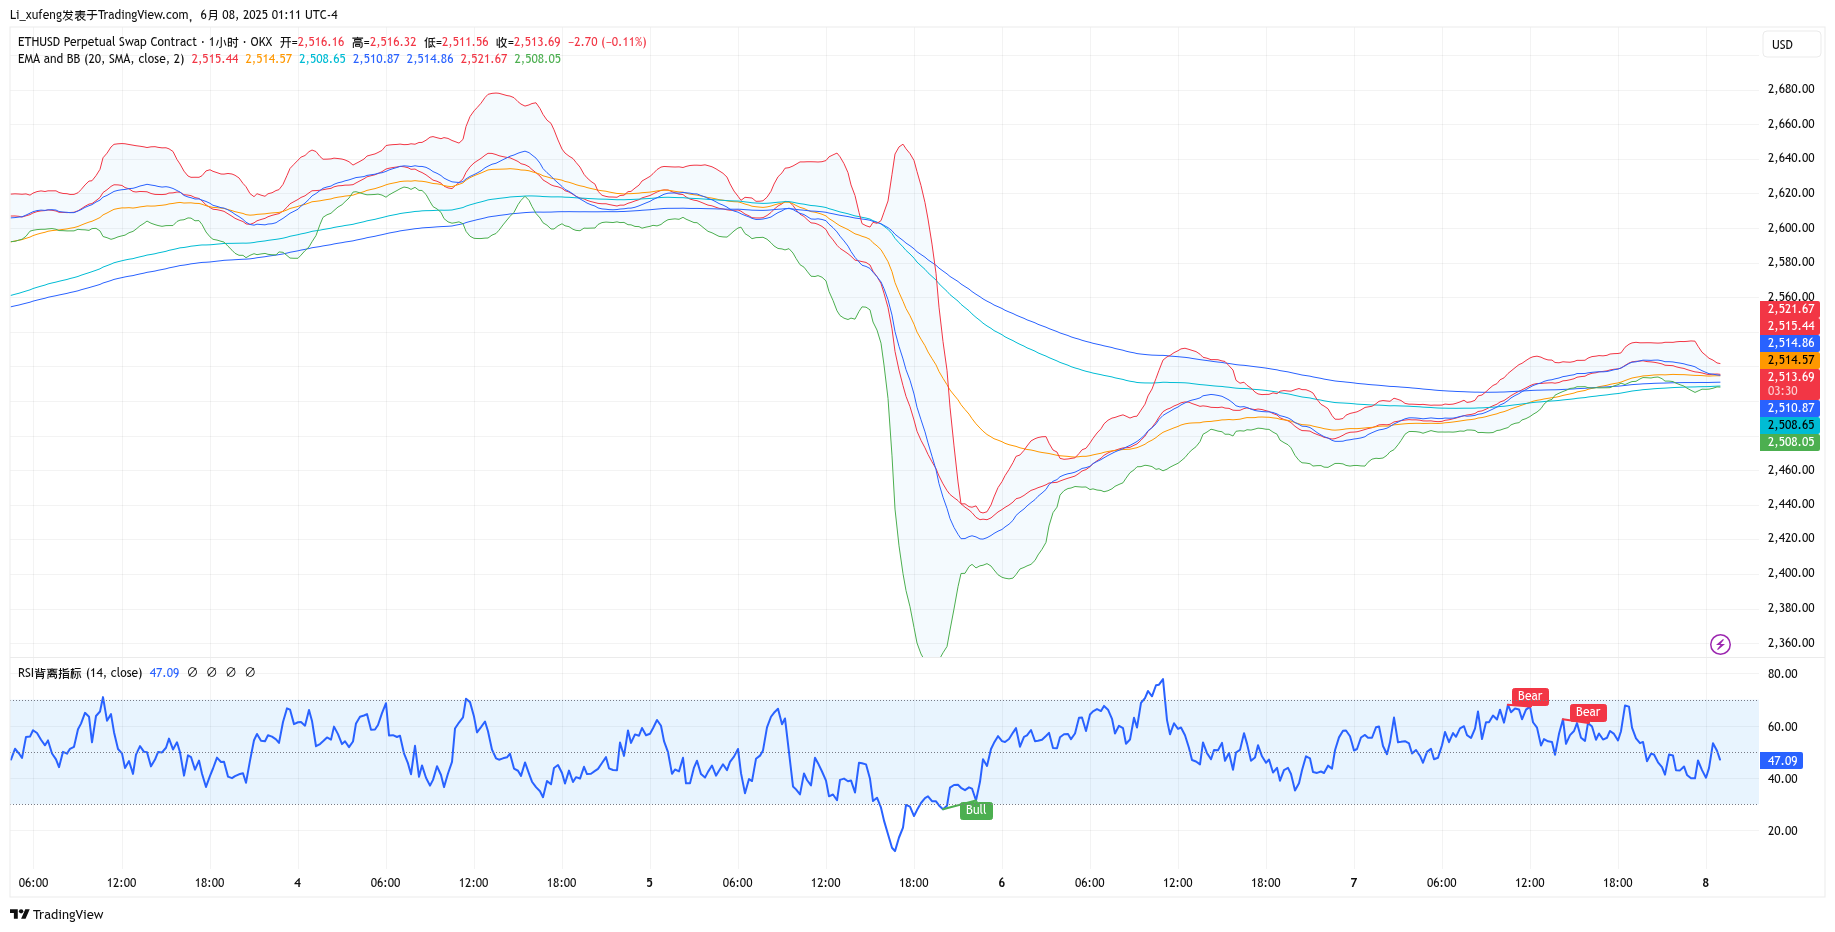 Li_xufeng发表于TradingView.com, 6月 08, 2025 01:11 UTC-4
ETHUSD Perpetual Swap Contract · 1小时 · OKX 开=2,516.16 高=2,516.32 低=2,511.56 收=2,513.69 −2.70 (−0.11%)
EMA and BB (20, SMA, close, 2) 2,515.44 2,514.57 2,508.65 2,510.87 2,514.86 2,521.67 2,508.05
USD
2,680.00
2,660.00
2,640.00
2,620.00
2,600.00
2,580.00
2,560.00
2,521.67
2,515.44
2,514.86
2,514.57
2,513.69
03:30
2,510.87
2,508.65
2,508.05
2,460.00
2,440.00
2,420.00
2,400.00
2,380.00
2,360.00
RSI背离指标 (14, close) 47.09 ∅ ∅ ∅ ∅
80.00
Bear
Bear
60.00
47.09
40.00
Bull
20.00
06:00 12:00 18:00 4 06:00 12:00 18:00 5 06:00 12:00 18:00 6 06:00 12:00 18:00 7 06:00 12:00 18:00 8
TradingView